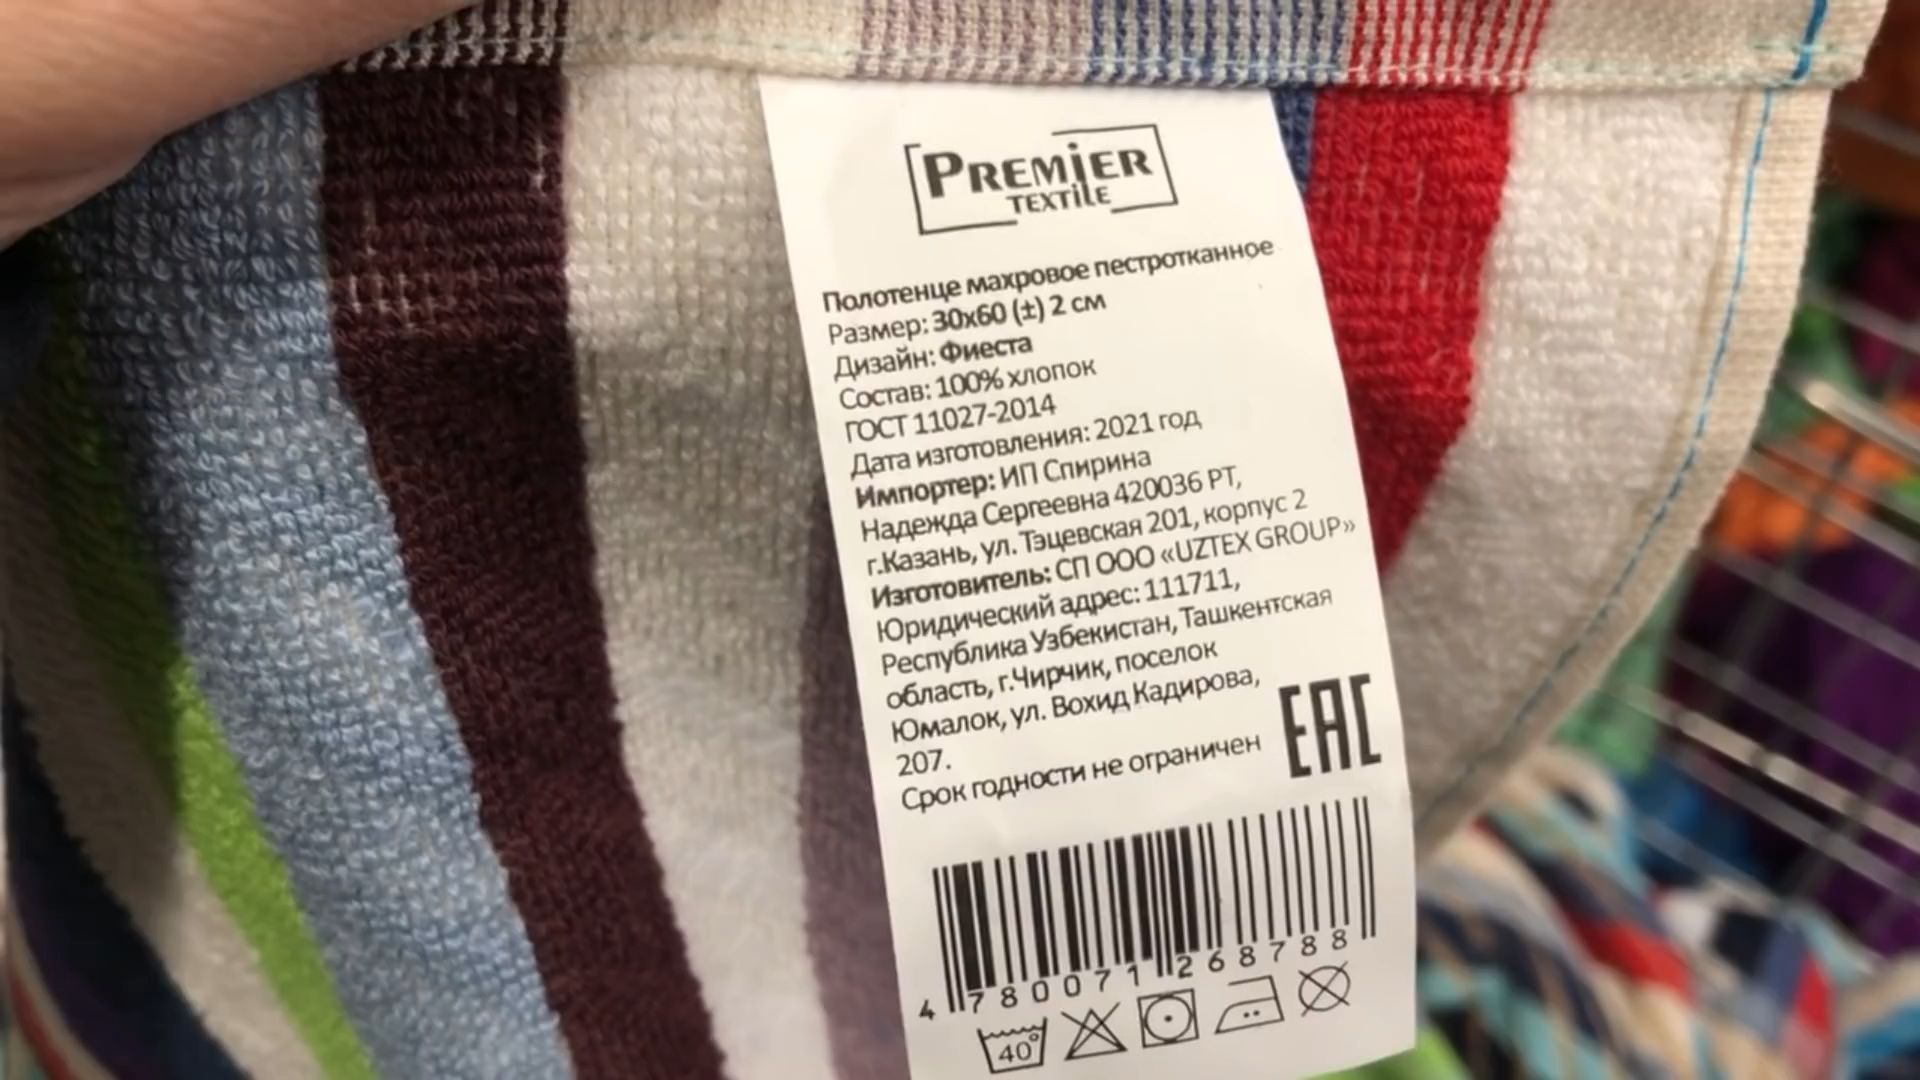 PREMIER
TEXTILE
Полотенце махровое пестротканное
Размер: 30х60 (±) 2 см
Дизайн: Фиеста
Состав: 100% хлопок
ГОСТ 11027-2014
Дата изготовления: 2021 год
Импортер: ИП Спирина
Надежда Сергеевна 420036 РТ,
г.Казань, ул. Тэцевская 201, корпус 2
Изготовитель: СП ООО «UZTEX GROUP»
Юридический адрес: 111711,
Республика Узбекистан, Ташкентская
область, г.Чирчик, поселок
Юмалок, ул. Вохид Кадирова,
207.
Срок годности не ограничен
EAC
4 780071 268788
40°